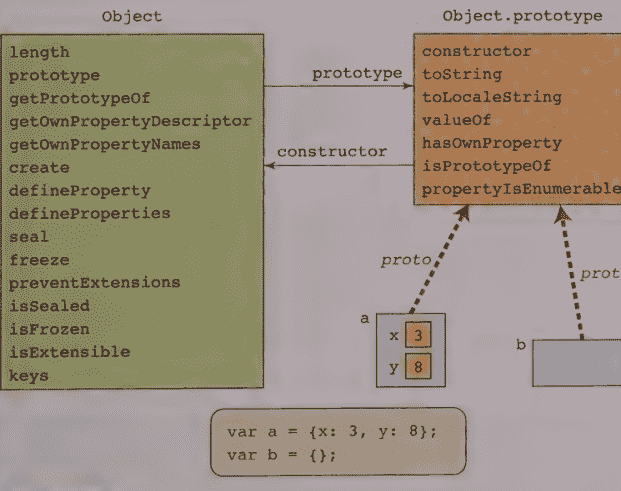 Object
length
prototype
getPrototypeOf
getOwnPropertyDescriptor
getOwnPropertyNames
create
defineProperty
defineProperties
seal
freeze
preventExtensions
isSealed
isFrozen
isExtensible
keys
prototype
constructor
Object.prototype
constructor
toString
toLocaleString
valueOf
hasOwnProperty
isPrototypeOf
propertyIsEnumerable
proto
prot
a
x 3
y 8
b
var a = {x: 3, y: 8};
var b = {};